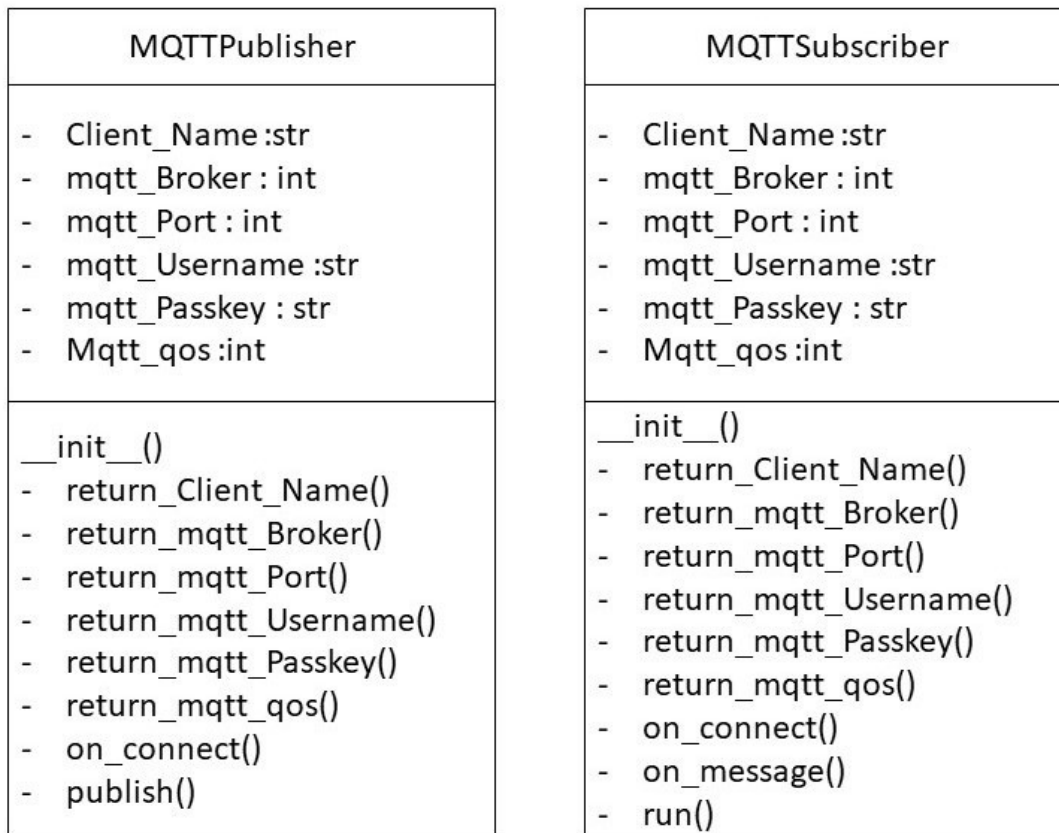 MQTTPublisher
- Client_Name :str
- mqtt_Broker : int
- mqtt_Port : int
- mqtt_Username :str
- mqtt_Passkey : str
- Mqtt_qos :int
__init__()
- return_Client_Name()
- return_mqtt_Broker()
- return_mqtt_Port()
- return_mqtt_Username()
- return_mqtt_Passkey()
- return_mqtt_qos()
- on_connect()
- publish()
MQTTSubscriber
- Client_Name :str
- mqtt_Broker : int
- mqtt_Port : int
- mqtt_Username :str
- mqtt_Passkey : str
- Mqtt_qos :int
__init__()
- return_Client_Name()
- return_mqtt_Broker()
- return_mqtt_Port()
- return_mqtt_Username()
- return_mqtt_Passkey()
- return_mqtt_qos()
- on_connect()
- on_message()
- run()